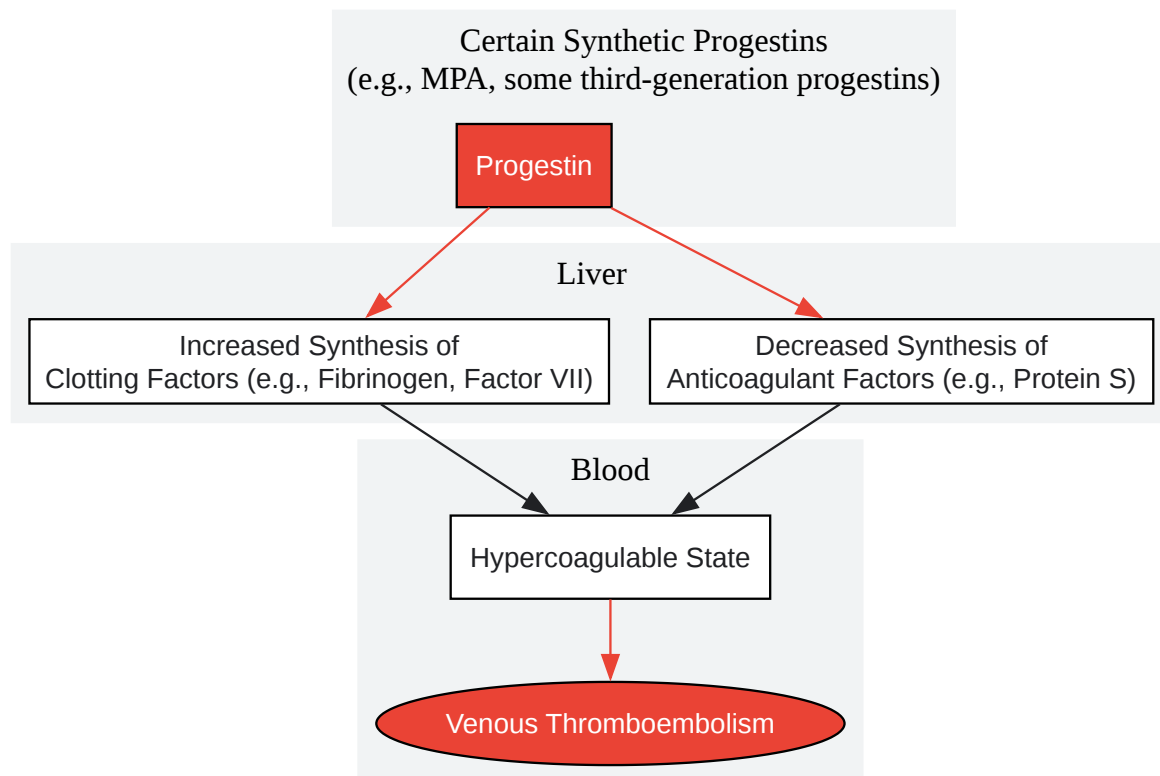 Certain Synthetic Progestins
(e.g., MPA, some third-generation progestins)
Progestin
Liver
Increased Synthesis of
Clotting Factors (e.g., Fibrinogen, Factor VII)
Decreased Synthesis of
Anticoagulant Factors (e.g., Protein S)
Blood
Hypercoagulable State
Venous Thromboembolism